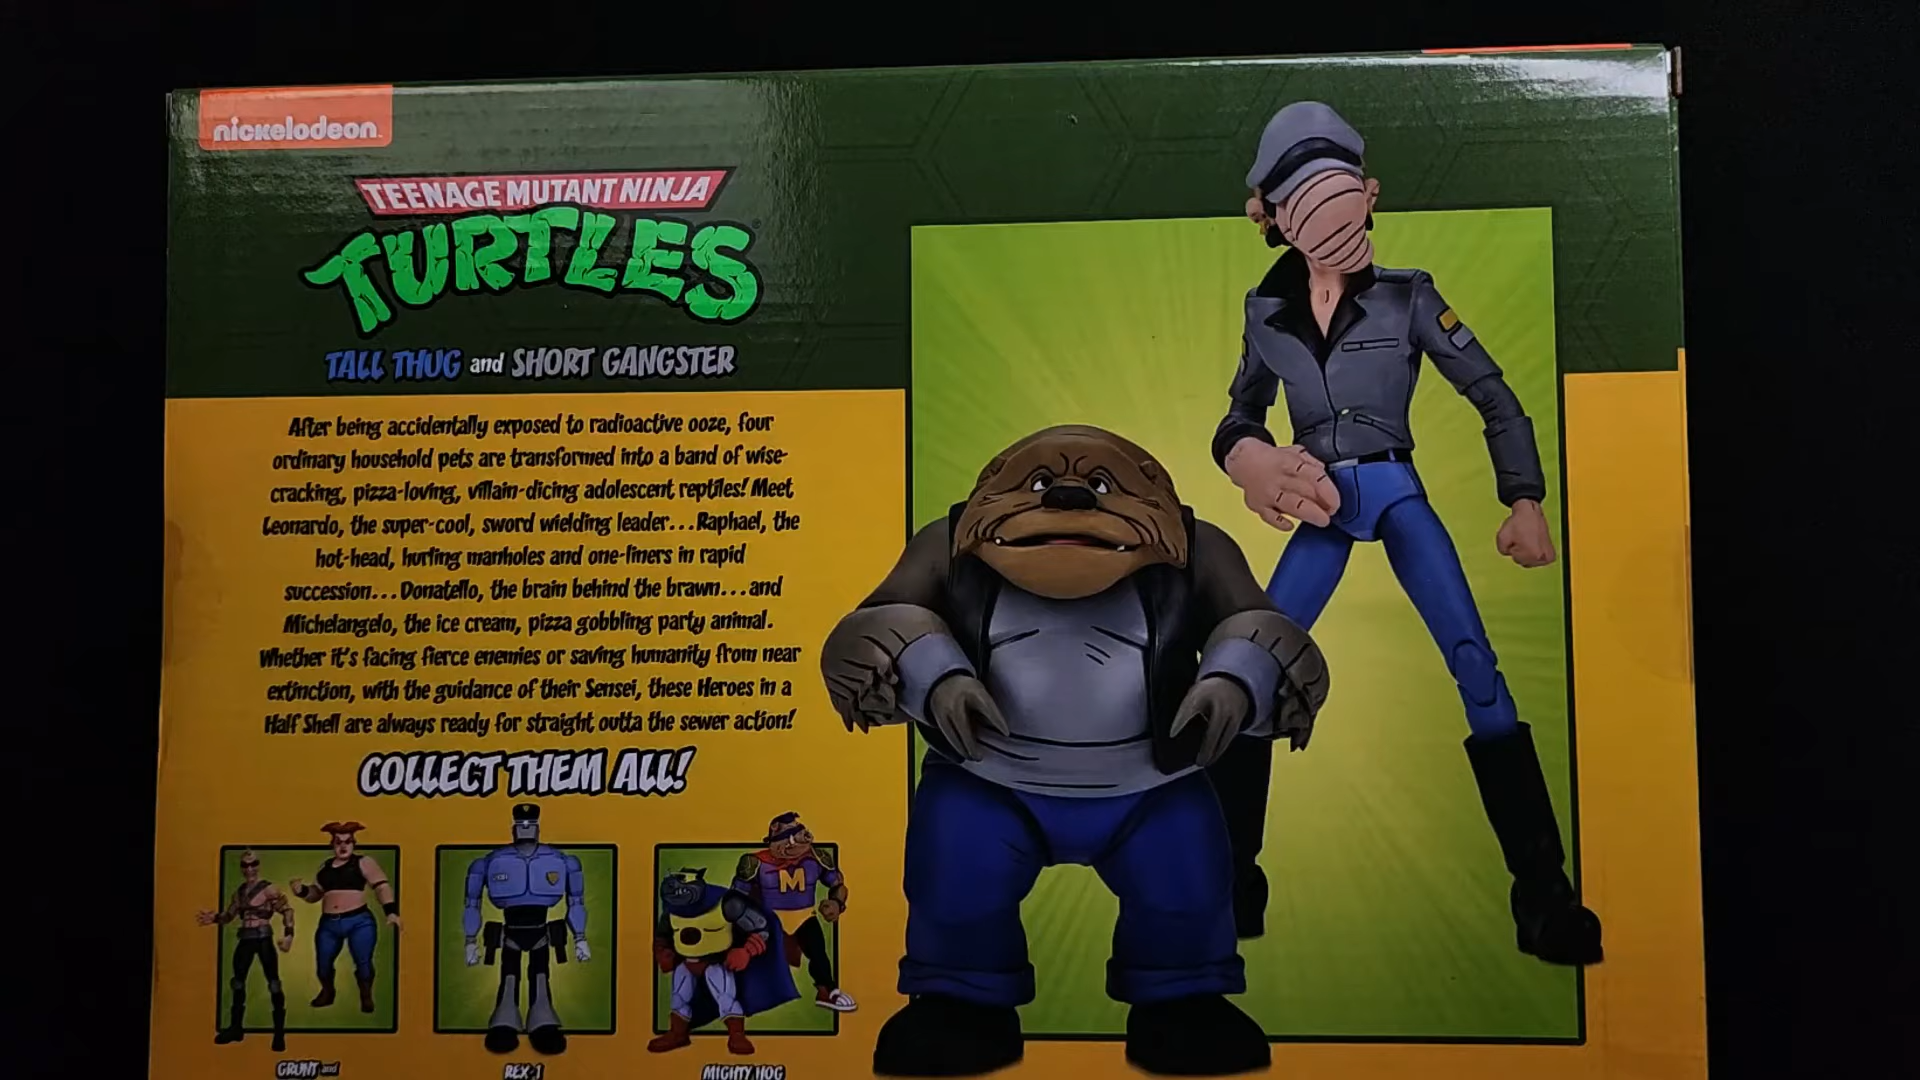 nickelodeon
TEENAGE MUTANT NINJA
TURTLES
TALL THUG and SHORT GANGSTER
After being accidentally exposed to radioactive ooze, four
ordinary household pets are transformed into a band of wise-
cracking, pizza-loving, villain-dicing adolescent reptiles! Meet
Leonardo, the super-cool, sword wielding leader...Raphael, the
hot-head, hurling manholes and one-liners in rapid
succession...Donatello, the brain behind the brawn...and
Michelangelo, the ice cream, pizza gobbling party animal.
Whether it's facing fierce enemies or saving humanity from near
extinction, with the guidance of their Sensei, these Heroes in a
Half Shell are always ready for straight outta the sewer action!
COLLECT THEM ALL!
M
GRUNT and
REX-1
MIGHTY HOG